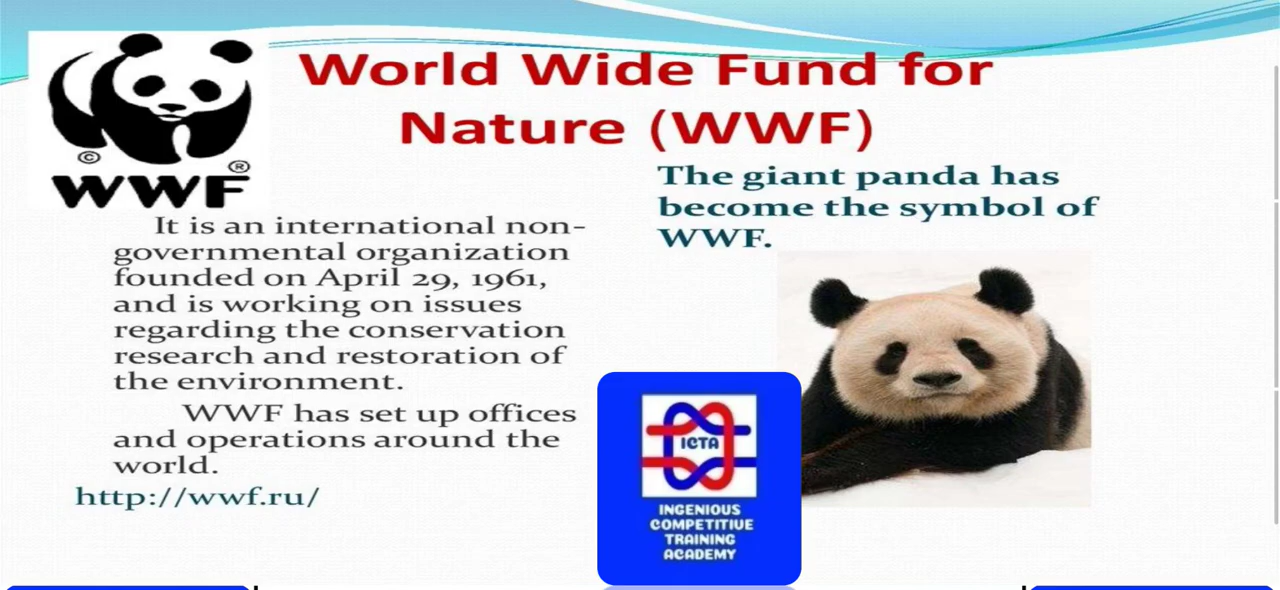 World Wide Fund for
Nature (WWF)
©
®
WWF
The giant panda has
become the symbol of
WWF.
It is an international non-
governmental organization
founded on April 29, 1961,
and is working on issues
regarding the conservation
research and restoration of
the environment.
WWF has set up offices
and operations around the
world.
http://wwf.ru/
ICTA
INGENIOUS
COMPETITIVE
TRAINING
ACADEMY